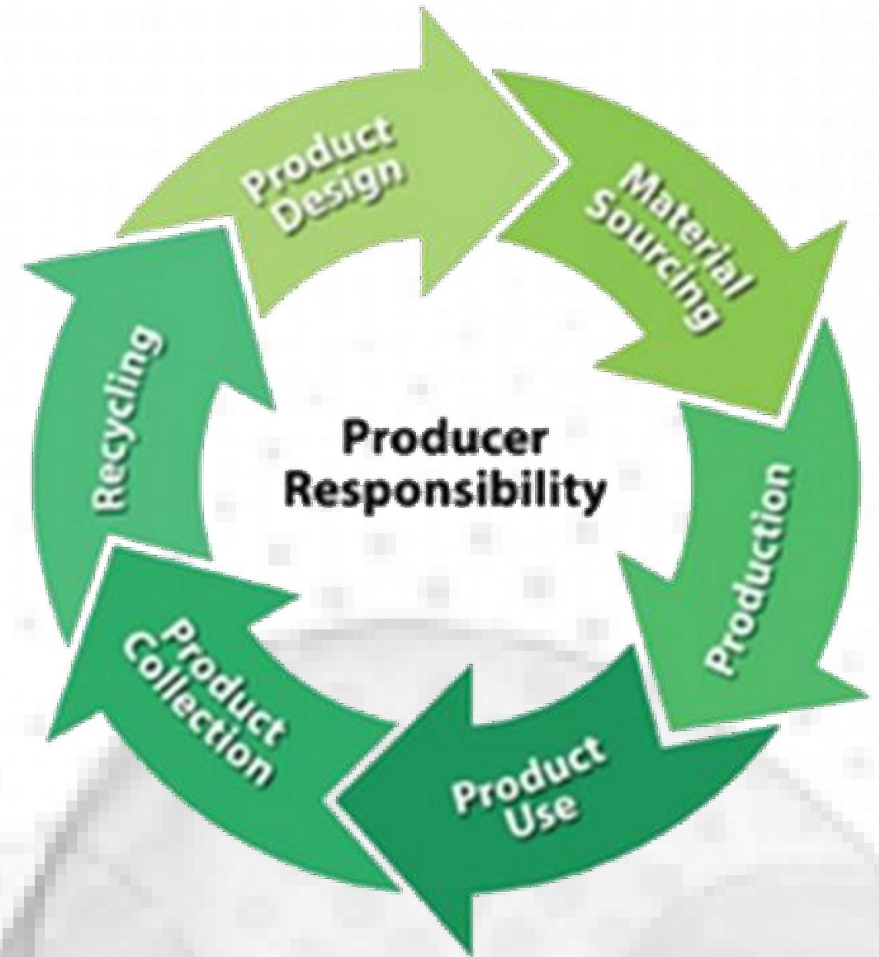 Product
Design
Material
Sourcing
Production
Product
Use
Product
Collection
Recycling
Producer
Responsibility